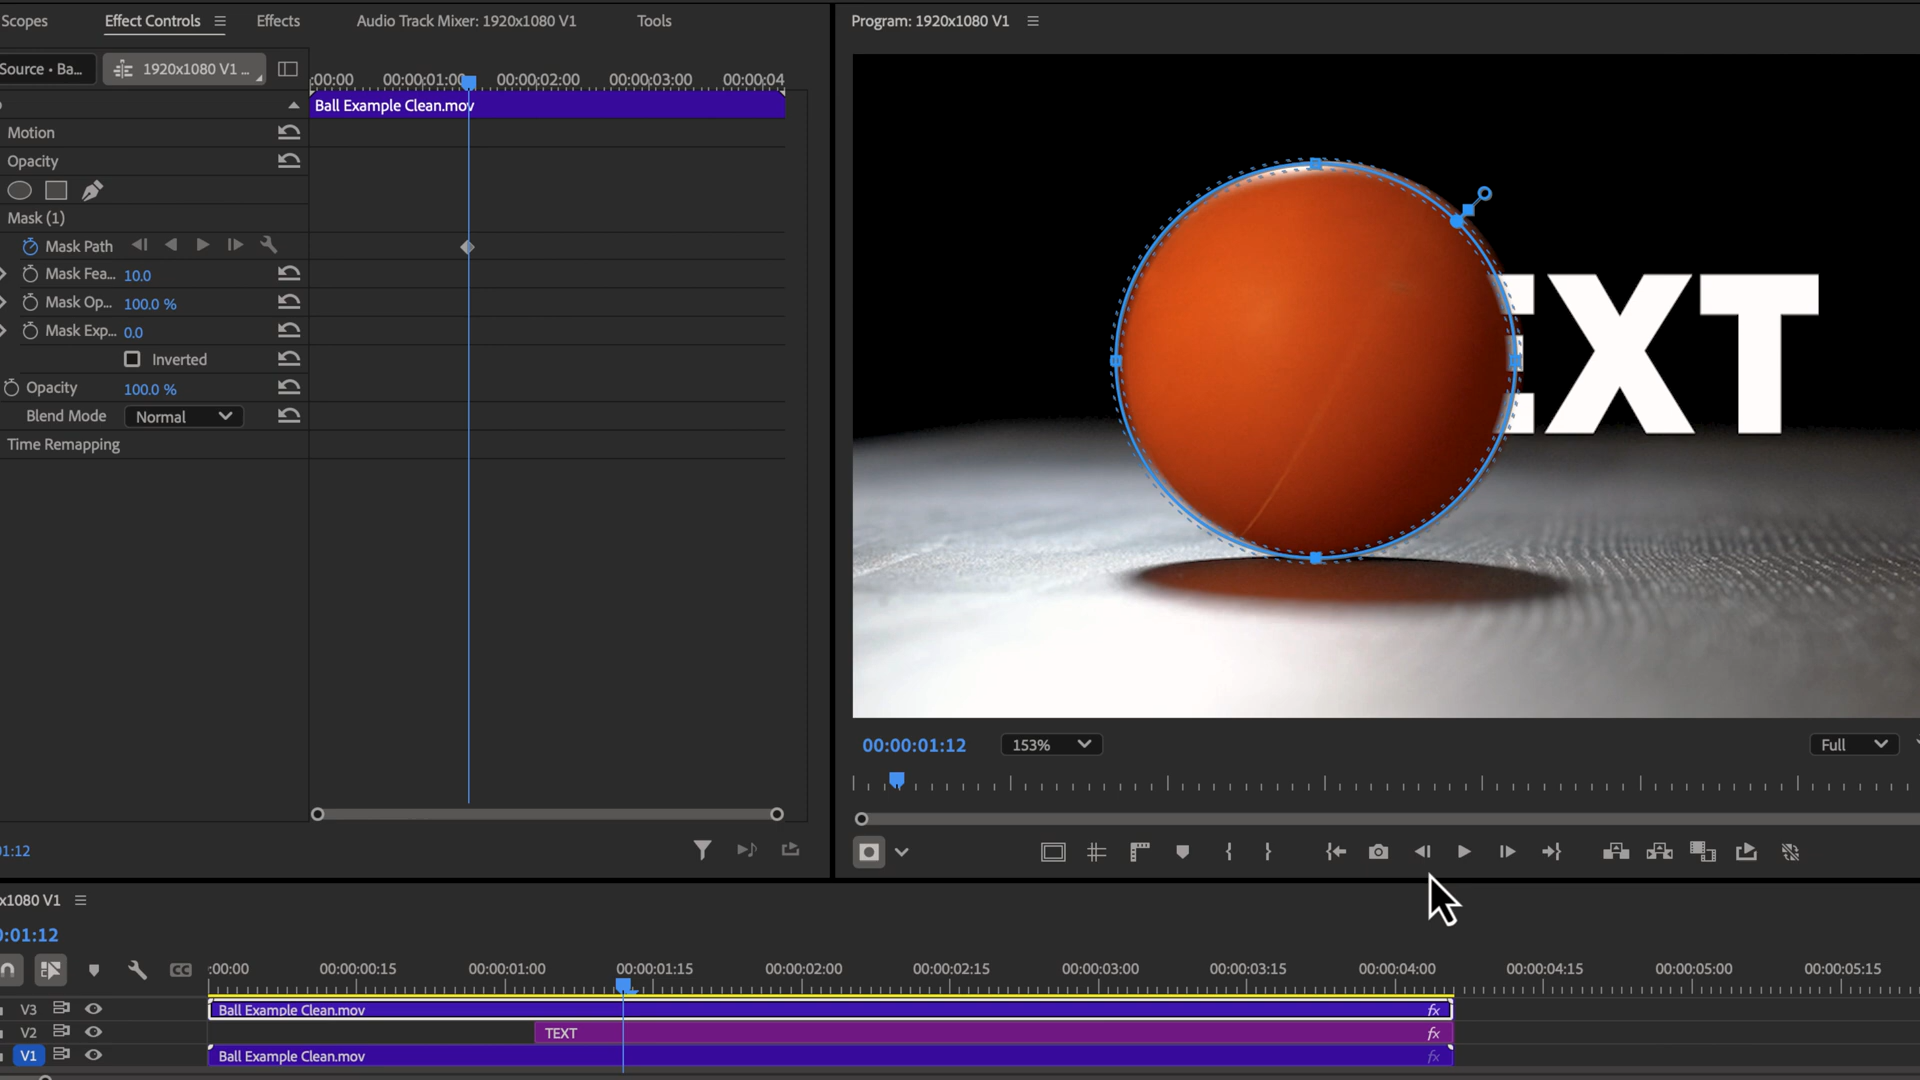 Scopes
Effect Controls
Effects
Audio Track Mixer: 1920x1080 V1
Tools
Program: 1920x1080 V1
Source • Ba...
1920x1080 V1 ...
:00:00
00:00:01:00
00:00:02:00
00:00:03:00
00:00:04
Ball Example Clean.mov
Motion
Opacity
Mask (1)
Mask Path
Mask Fea...
10.0
Mask Op...
100.0 %
Mask Exp...
0.0
Inverted
Opacity
100.0 %
Blend Mode
Normal
Time Remapping
EXT
00:00:01:12
153%
Full
01:12
x1080 V1
0:01:12
CC
:00:00
00:00:00:15
00:00:01:00
00:00:01:15
00:00:02:00
00:00:02:15
00:00:03:00
00:00:03:15
00:00:04:00
00:00:04:15
00:00:05:00
00:00:05:15
V3
Ball Example Clean.mov
fx
V2
TEXT
fx
V1
Ball Example Clean.mov
fx